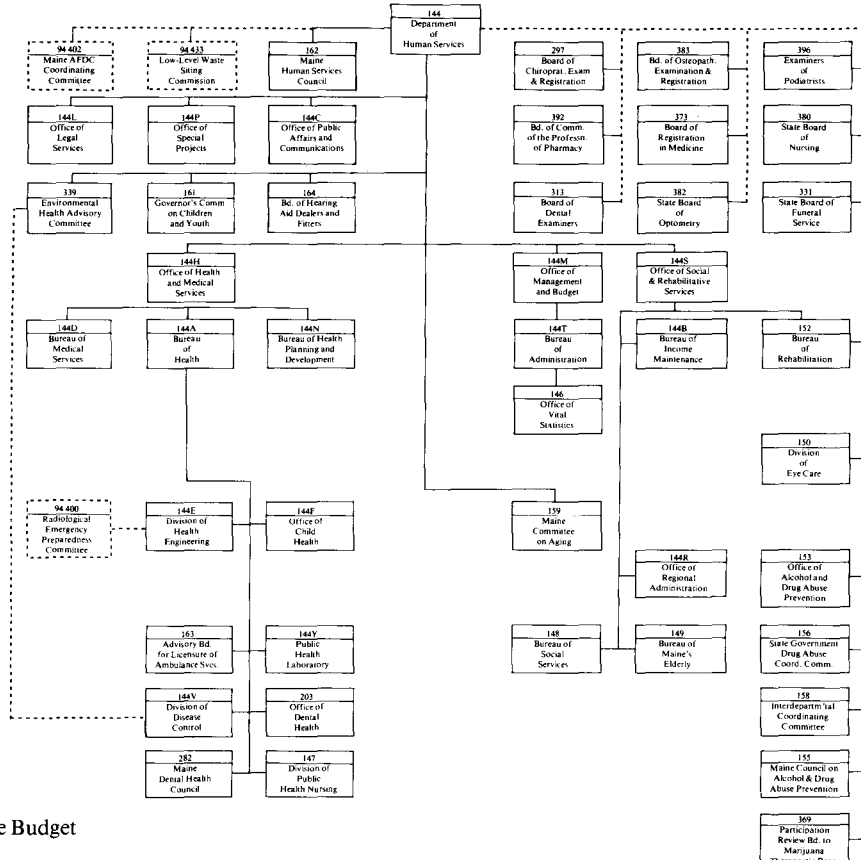 144
Department
of
Human Services
94 402
Maine AFDC
Coordinating
Committee
94 433
Low-Level Waste
Siting
Commission
162
Maine
Human Services
Council
297
Board of
Chiroprat. Exam
& Registration
383
Bd. of Osteopath.
Examination &
Registration
396
Examiners
of
Podiatrists
144L
Office of
Legal
Services
144P
Office of
Special
Projects
144C
Office of Public
Affairs and
Communications
392
Bd. of Comm.
of the Professn.
of Pharmacy
373
Board of
Registration
in Medicine
380
State Board
of
Nursing
339
Environmental
Health Advisory
Committee
161
Governor's Comm
on Children
and Youth
164
Bd. of Hearing
Aid Dealers and
Fitters
313
Board of
Dental
Examiners
382
State Board
of
Optometry
331
State Board of
Funeral
Service
144H
Office of Health
and Medical
Services
144M
Office of
Management
and Budget
144S
Office of Social
& Rehabilitative
Services
144D
Bureau of
Medical
Services
144A
Bureau
of
Health
144N
Bureau of Health
Planning and
Development
144T
Bureau
of
Administration
144B
Bureau of
Income
Maintenance
152
Bureau
of
Rehabilitation
146
Office of
Vital
Statistics
150
Division
of
Eye Care
94 400
Radiological
Emergency
Preparedness
Committee
144E
Division of
Health
Engineering
144F
Office of
Child
Health
159
Maine
Committee
on Aging
144R
Office of
Regional
Administration
153
Office of
Alcohol and
Drug Abuse
Prevention
163
Advisory Bd.
for Licensure of
Ambulance Svcs.
144Y
Public
Health
Laboratory
148
Bureau of
Social
Services
149
Bureau of
Maine's
Elderly
156
State Government
Drug Abuse
Coord. Comm.
144V
Division of
Disease
Control
203
Office of
Dental
Health
158
Interdepartm'tal
Coordinating
Committee
282
Maine
Dental Health
Council
147
Division of
Public
Health Nursing
155
Maine Council on
Alcohol & Drug
Abuse Prevention
369
Participation
Review Bd. to
Marijuana
e Budget